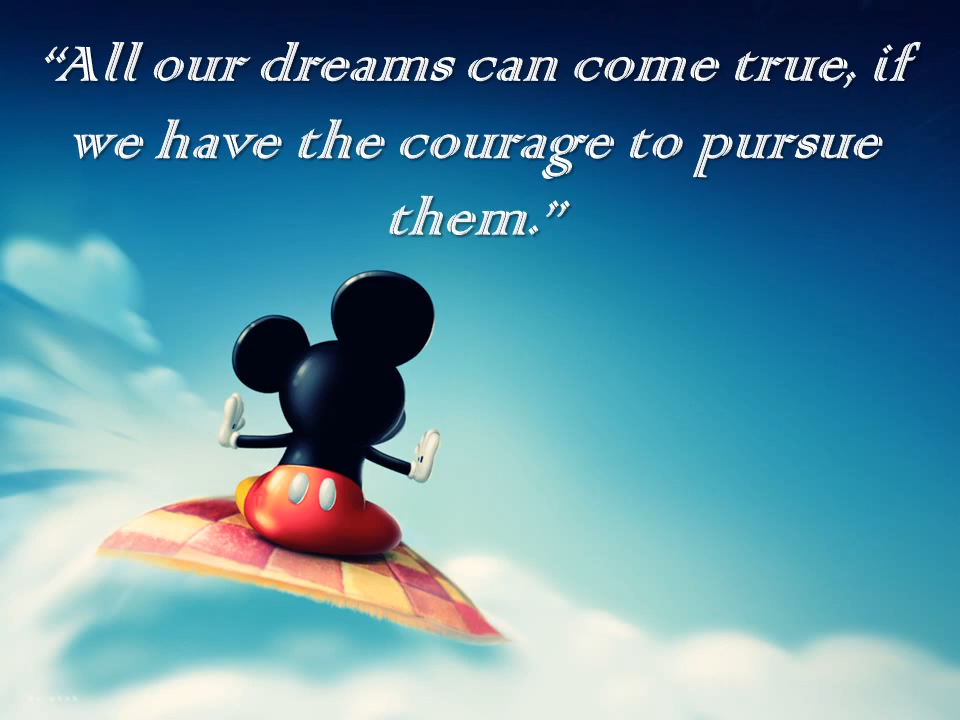 “All our dreams can come true, if
we have the courage to pursue
them.”